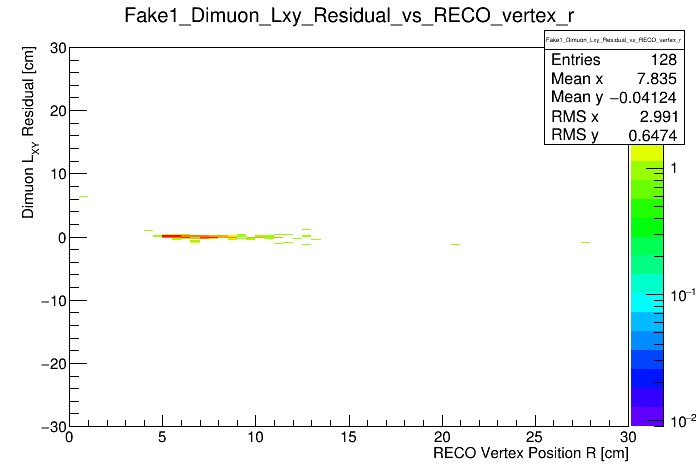 Fake1_Dimuon_Lxy_Residual_vs_RECO_vertex_r
Fake1_Dimuon_Lxy_Residual_vs_RECO_vertex_r
Entries 128
Mean x 7.835
Mean y −0.04124
RMS x 2.991
RMS y 0.6474
Dimuon LXY Residual [cm]
30
20
10
0
−10
−20
−30
0 5 10 15 20 25 30
RECO Vertex Position R [cm]
1
10−1
10−2